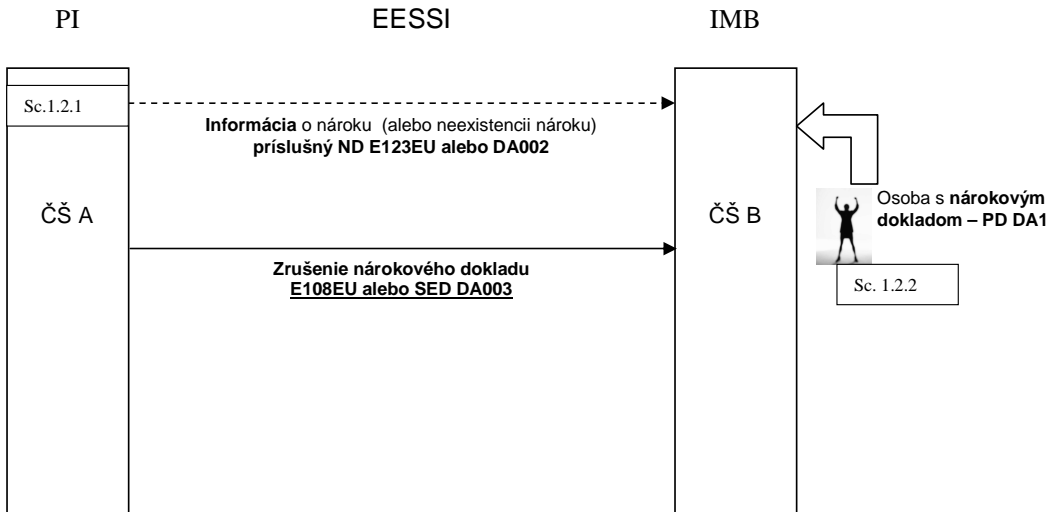 PI
EESSI
IMB
Sc.1.2.1
Informácia o nároku (alebo neexistencii nároku)
príslušný ND E123EU alebo DA002
ČŠ A
ČŠ B
Osoba s nárokovým
dokladom – PD DA1
Zrušenie nárokového dokladu
E108EU alebo SED DA003
Sc. 1.2.2